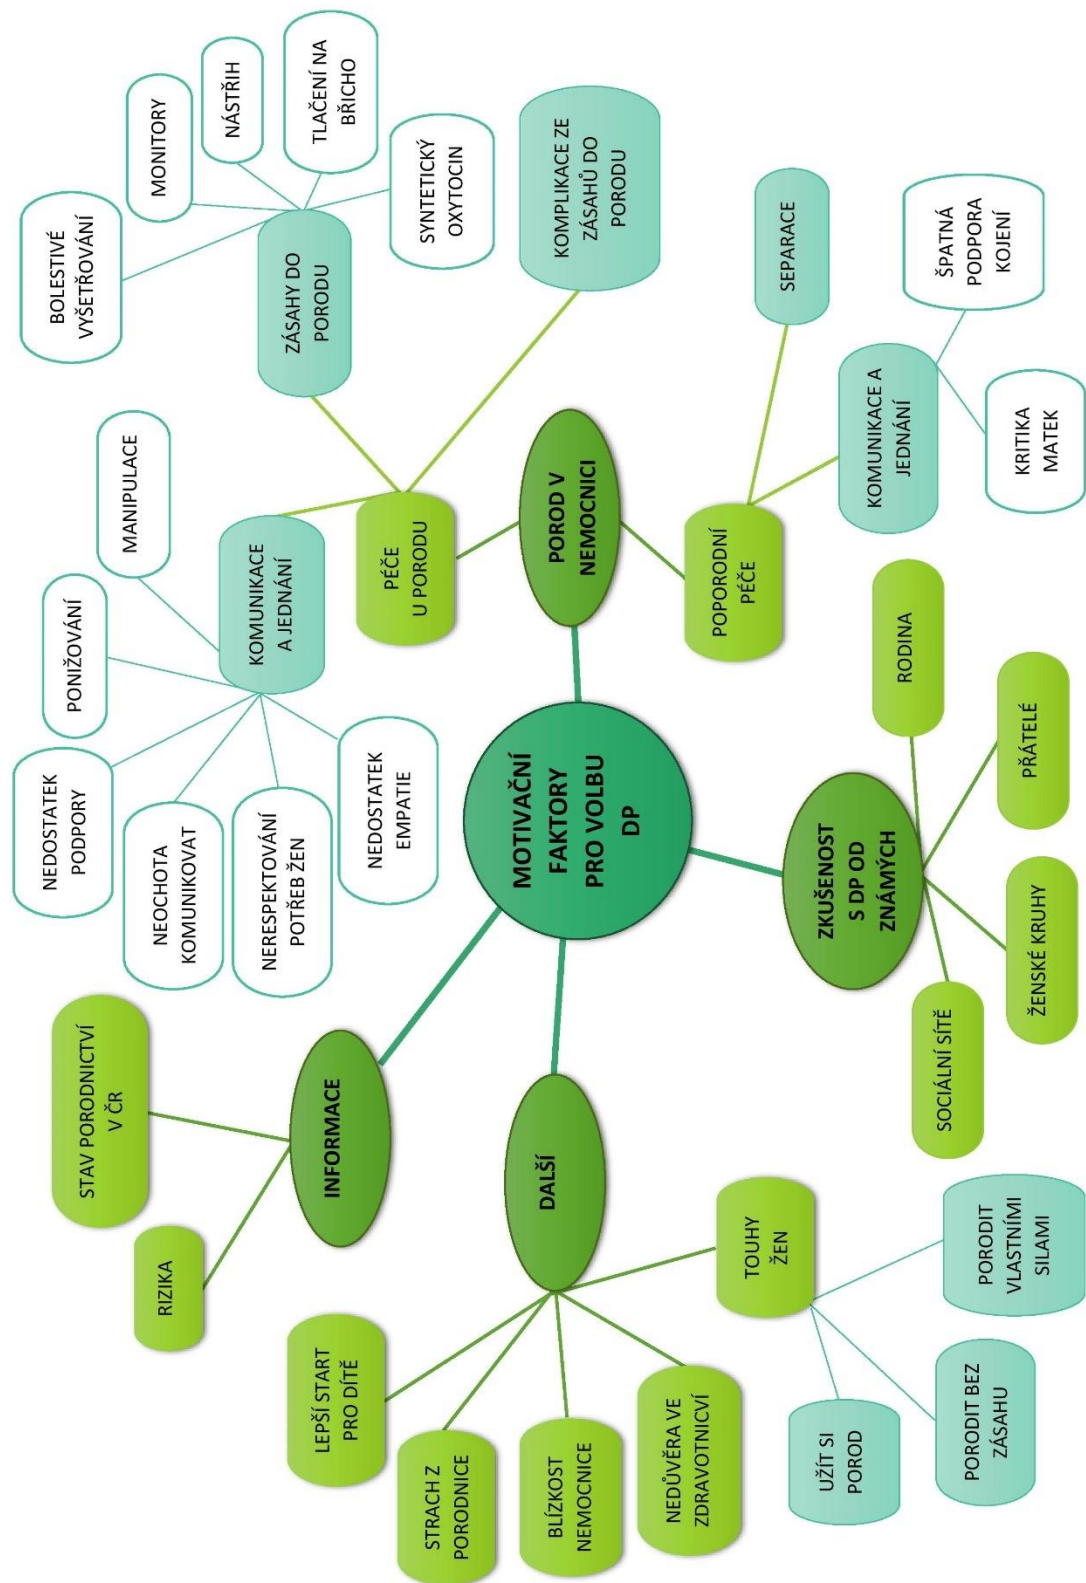 NEDOSTATEK
PODPORY
PONIŽOVÁNÍ
MANIPULACE
BOLESTIVÉ
VYŠETŘOVÁNÍ
MONITORY
NÁSTŘIH
TLAČENÍ NA
BŘICHO
SYNTETICKÝ
OXYTOCIN
NEOCHOTA
KOMUNIKOVAT
NERESPEKTOVÁNÍ
POTŘEB ŽEN
NEDOSTATEK
EMPATIE
KOMUNIKACE
A JEDNÁNÍ
ZÁSAHY DO
PORODU
KOMPLIKACE ZE
ZÁSAHŮ DO
PORODU
PÉČE
U PORODU
POROD V
NEMOCNICI
POPORODNÍ
PÉČE
SEPARACE
KOMUNIKACE A
JEDNÁNÍ
KRITIKA
MATEK
ŠPATNÁ
PODPORA
KOJENÍ
STAV PORODNICTVÍ
V ČR
RIZIKA
INFORMACE
MOTIVAČNÍ
FAKTORY
PRO VOLBU
DP
LEPŠÍ START
PRO DÍTĚ
STRACH Z
PORODNICE
BLÍZKOST
NEMOCNICE
NEDŮVĚRA VE
ZDRAVOTNICVÍ
DALŠÍ
TOUHY
ŽEN
UŽÍT SI
POROD
PORODIT BEZ
ZÁSAHU
PORODIT
VLASTNÍMI
SILAMI
ZKUŠENOST
S DP OD
ZNÁMÝCH
SOCIÁLNÍ SÍTĚ
ŽENSKÉ KRUHY
PŘÁTELÉ
RODINA